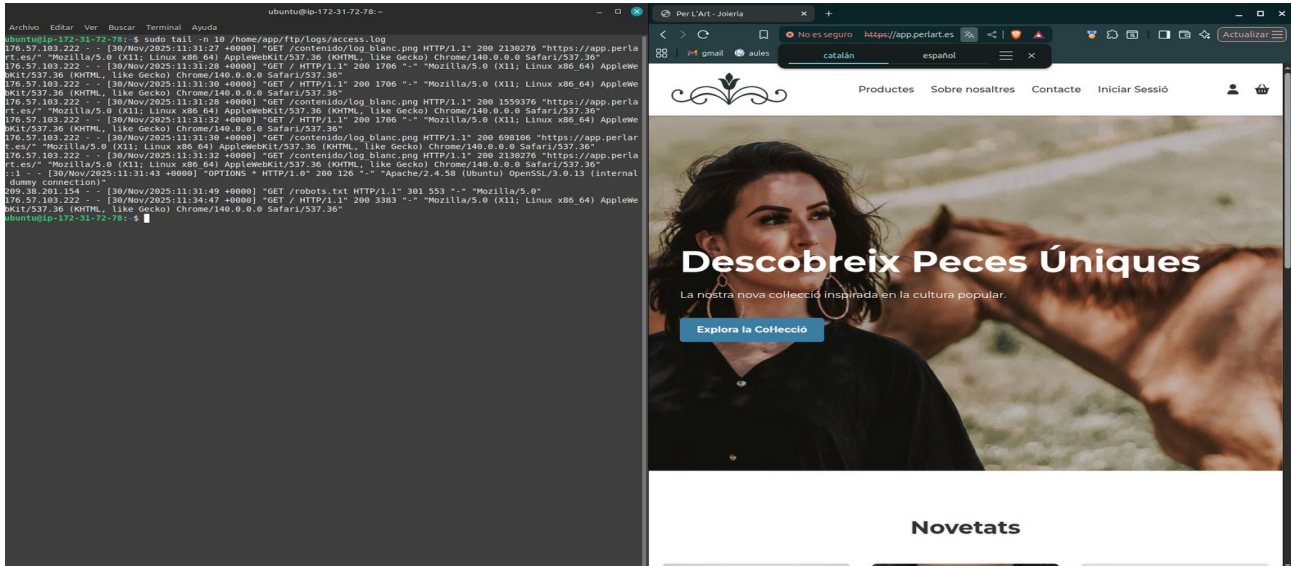 ubuntu@ip-172-31-72-78: ~
Archivo Editar Ver Buscar Terminal Ayuda
ubuntu@ip-172-31-72-78:~$ sudo tail -n 10 /home/app/ftp/logs/access.log
176.57.103.222 - - [30/Nov/2025:11:31:27 +0000] "GET /contenido/log_blanc.png HTTP/1.1" 200 2130276 "https://app.perla
rt.es/" "Mozilla/5.0 (X11; Linux x86_64) AppleWebKit/537.36 (KHTML, like Gecko) Chrome/140.0.0.0 Safari/537.36"
176.57.103.222 - - [30/Nov/2025:11:31:28 +0000] "GET / HTTP/1.1" 200 1706 "-" "Mozilla/5.0 (X11; Linux x86_64) AppleWe
bKit/537.36 (KHTML, like Gecko) Chrome/140.0.0.0 Safari/537.36"
176.57.103.222 - - [30/Nov/2025:11:31:30 +0000] "GET / HTTP/1.1" 200 1706 "-" "Mozilla/5.0 (X11; Linux x86_64) AppleWe
bKit/537.36 (KHTML, like Gecko) Chrome/140.0.0.0 Safari/537.36"
176.57.103.222 - - [30/Nov/2025:11:31:28 +0000] "GET /contenido/log_blanc.png HTTP/1.1" 200 1559376 "https://app.perla
rt.es/" "Mozilla/5.0 (X11; Linux x86_64) AppleWebKit/537.36 (KHTML, like Gecko) Chrome/140.0.0.0 Safari/537.36"
176.57.103.222 - - [30/Nov/2025:11:31:32 +0000] "GET / HTTP/1.1" 200 1706 "-" "Mozilla/5.0 (X11; Linux x86_64) AppleWe
bKit/537.36 (KHTML, like Gecko) Chrome/140.0.0.0 Safari/537.36"
176.57.103.222 - - [30/Nov/2025:11:31:30 +0000] "GET /contenido/log_blanc.png HTTP/1.1" 200 698106 "https://app.perlar
t.es/" "Mozilla/5.0 (X11; Linux x86_64) AppleWebKit/537.36 (KHTML, like Gecko) Chrome/140.0.0.0 Safari/537.36"
176.57.103.222 - - [30/Nov/2025:11:31:32 +0000] "GET /contenido/log_blanc.png HTTP/1.1" 200 2130276 "https://app.perla
rt.es/" "Mozilla/5.0 (X11; Linux x86_64) AppleWebKit/537.36 (KHTML, like Gecko) Chrome/140.0.0.0 Safari/537.36"
::1 - - [30/Nov/2025:11:31:43 +0000] "OPTIONS * HTTP/1.0" 200 126 "-" "Apache/2.4.58 (Ubuntu) OpenSSL/3.0.13 (internal
 dummy connection)"
209.38.201.154 - - [30/Nov/2025:11:31:49 +0000] "GET /robots.txt HTTP/1.1" 301 553 "-" "Mozilla/5.0"
176.57.103.222 - - [30/Nov/2025:11:34:47 +0000] "GET / HTTP/1.1" 200 3383 "-" "Mozilla/5.0 (X11; Linux x86_64) AppleWe
bKit/537.36 (KHTML, like Gecko) Chrome/140.0.0.0 Safari/537.36"
ubuntu@ip-172-31-72-78:~$
Per L'Art - Joieria
No es seguro https://app.perlart.es
Actualizar
gmail aules
catalán español
Productes Sobre nosaltres Contacte Iniciar Sessió
Descobreix Peces Úniques
La nostra nova col·lecció inspirada en la cultura popular.
Explora la Col·lecció
Novetats